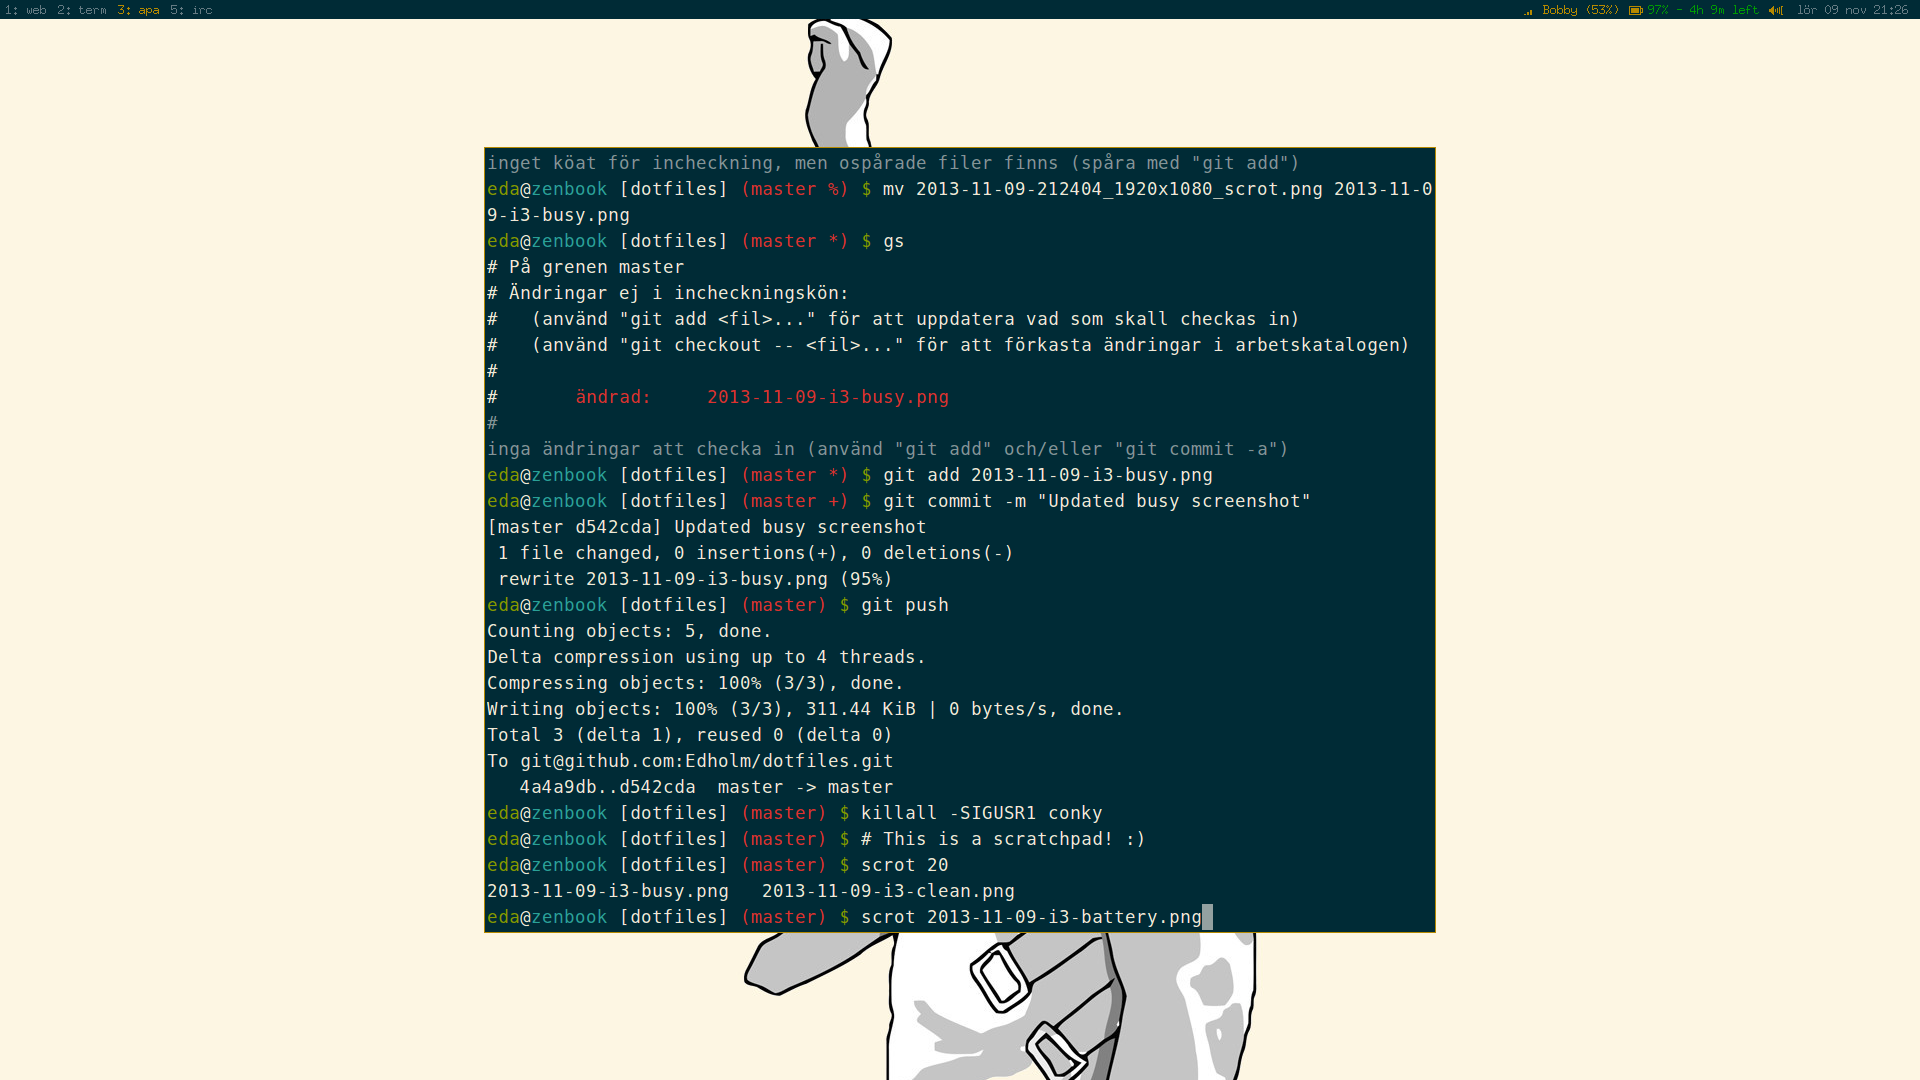 1: web 2: term 3: apa 5: irc Bobby (53%) 97% - 4h 9m left lör 09 nov 21:26
inget köat för incheckning, men ospårade filer finns (spåra med "git add")
eda@zenbook [dotfiles] (master %) $ mv 2013-11-09-212404_1920x1080_scrot.png 2013-11-0
9-i3-busy.png
eda@zenbook [dotfiles] (master *) $ gs
# På grenen master
# Ändringar ej i incheckningskön:
#   (använd "git add <fil>..." för att uppdatera vad som skall checkas in)
#   (använd "git checkout -- <fil>..." för att förkasta ändringar i arbetskatalogen)
#
#       ändrad:     2013-11-09-i3-busy.png
#
inga ändringar att checka in (använd "git add" och/eller "git commit -a")
eda@zenbook [dotfiles] (master *) $ git add 2013-11-09-i3-busy.png
eda@zenbook [dotfiles] (master +) $ git commit -m "Updated busy screenshot"
[master d542cda] Updated busy screenshot
 1 file changed, 0 insertions(+), 0 deletions(-)
 rewrite 2013-11-09-i3-busy.png (95%)
eda@zenbook [dotfiles] (master) $ git push
Counting objects: 5, done.
Delta compression using up to 4 threads.
Compressing objects: 100% (3/3), done.
Writing objects: 100% (3/3), 311.44 KiB | 0 bytes/s, done.
Total 3 (delta 1), reused 0 (delta 0)
To git@github.com:Edholm/dotfiles.git
   4a4a9db..d542cda  master -> master
eda@zenbook [dotfiles] (master) $ killall -SIGUSR1 conky
eda@zenbook [dotfiles] (master) $ # This is a scratchpad! :)
eda@zenbook [dotfiles] (master) $ scrot 20
2013-11-09-i3-busy.png   2013-11-09-i3-clean.png
eda@zenbook [dotfiles] (master) $ scrot 2013-11-09-i3-battery.png